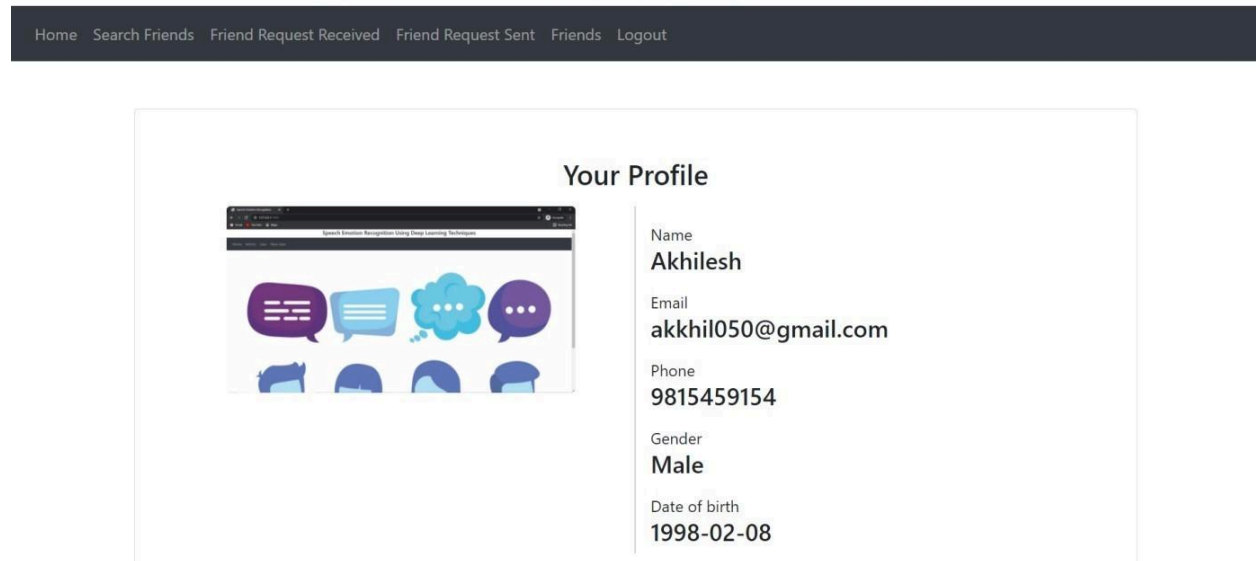 Home Search Friends Friend Request Received Friend Request Sent Friends Logout
Your Profile
Speech Emotion Recognition Using Deep Learning Techniques
Name
Akhilesh
Email
akkhil050@gmail.com
Phone
9815459154
Gender
Male
Date of birth
1998-02-08